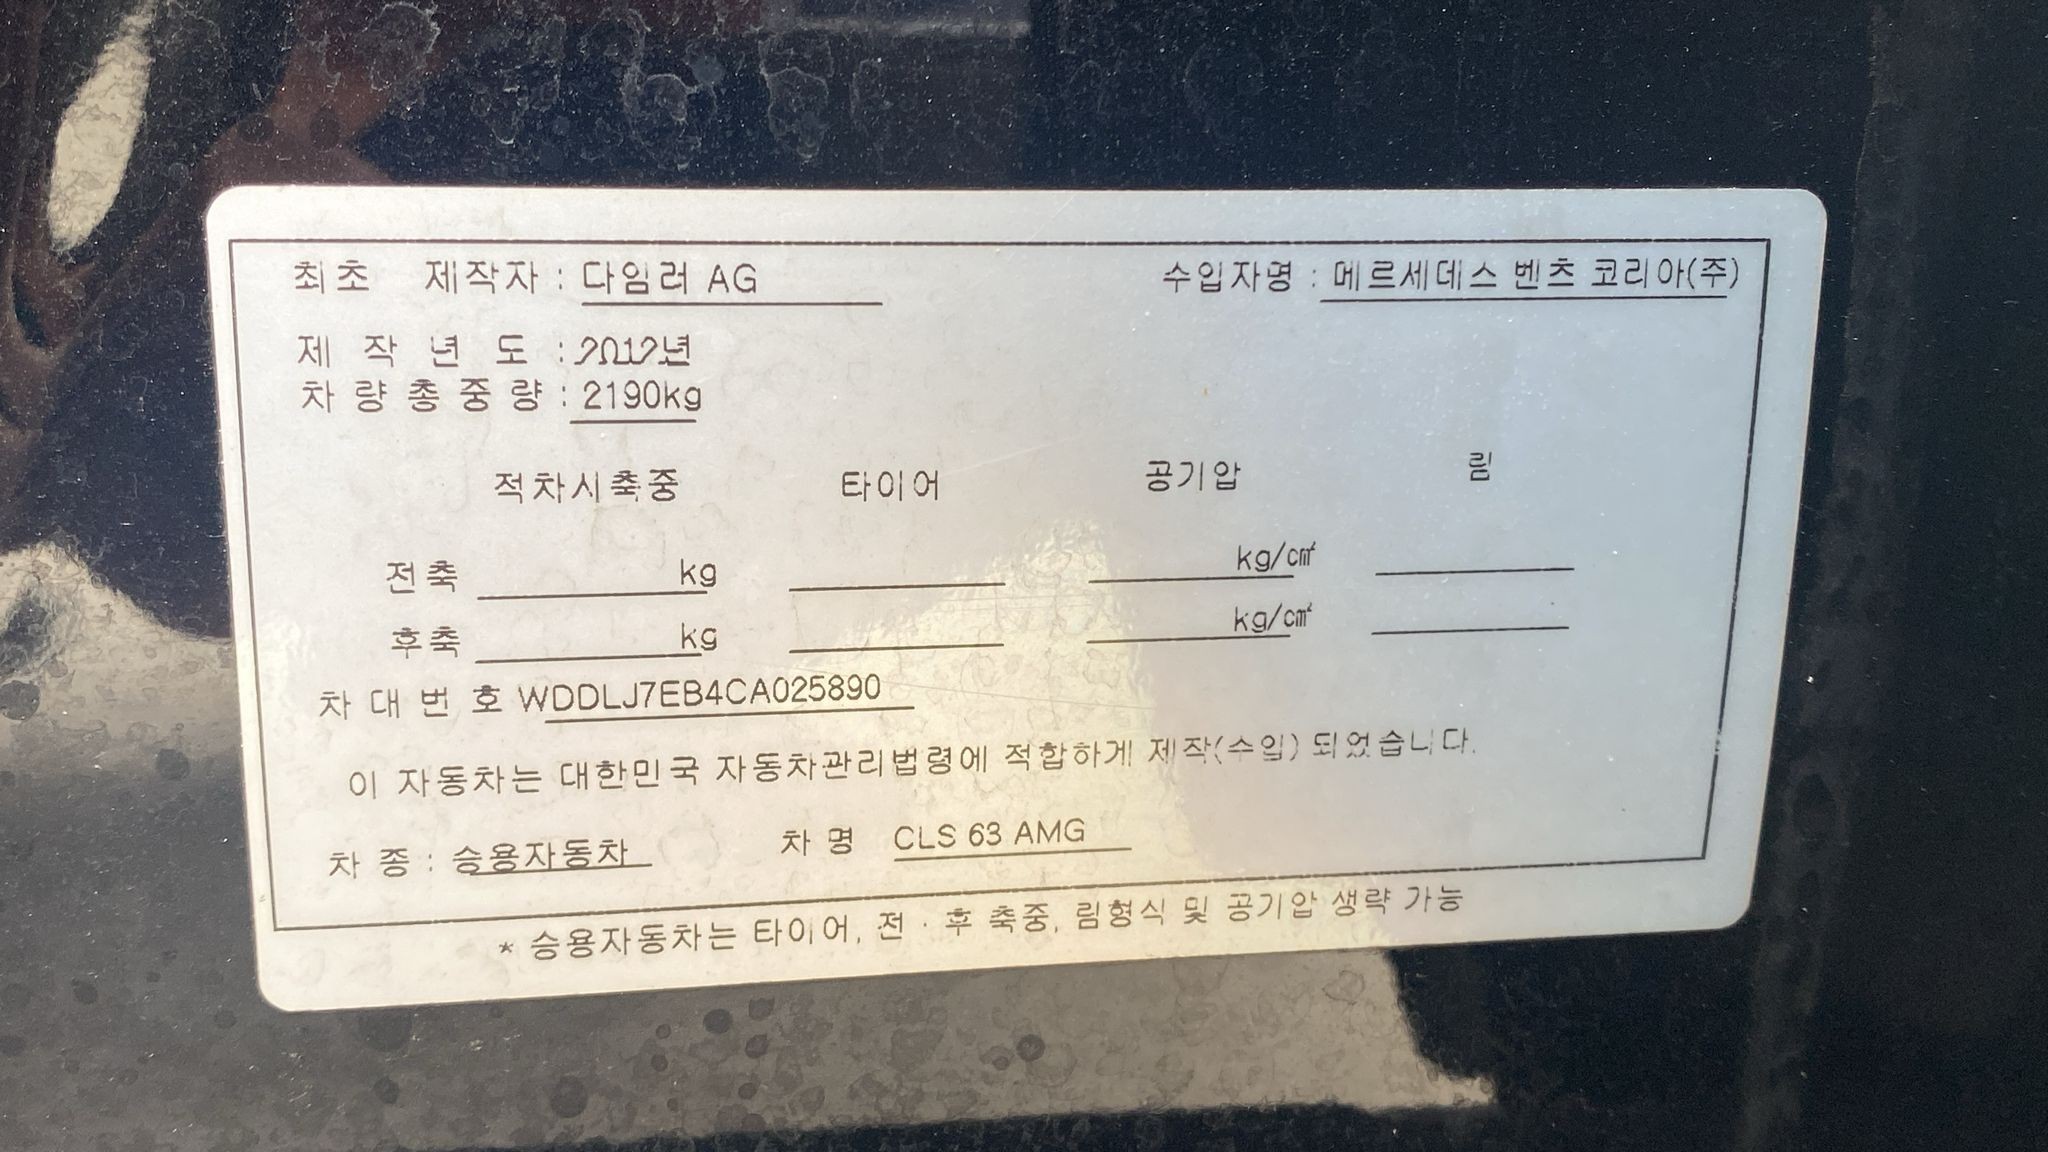 최초 제작자 : 다임러 AG 수입자명 : 메르세데스 벤츠 코리아(주)
제 작 년 도 : 2012년
차 량 총 중 량 : 2190kg
적차시축중 타이어 공기압 림
전축 kg kg/㎠
후축 kg kg/㎠
차 대 번 호 WDDLJ7EB4CA025890
이 자동차는 대한민국 자동차관리법령에 적합하게 제작(수입) 되었습니다.
차 종 : 승용자동차 차 명 CLS 63 AMG
* 승용자동차는 타이어, 전 · 후 축중, 림형식 및 공기압 생략 가능